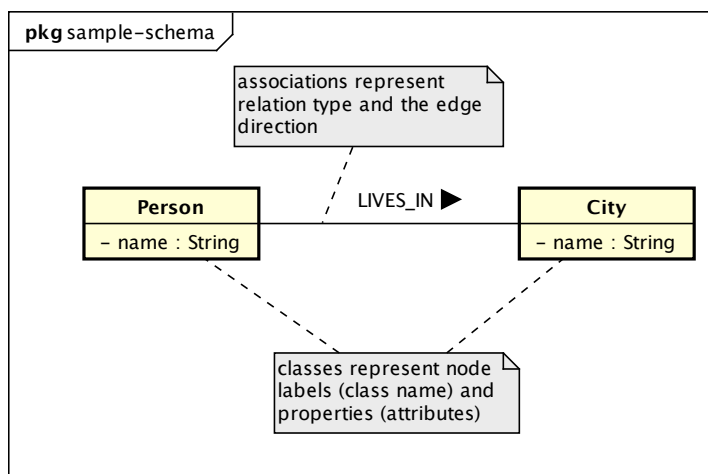 pkg sample-schema
associations represent
relation type and the edge
direction
LIVES_IN ▶
Person
– name : String
City
– name : String
classes represent node
labels (class name) and
properties (attributes)